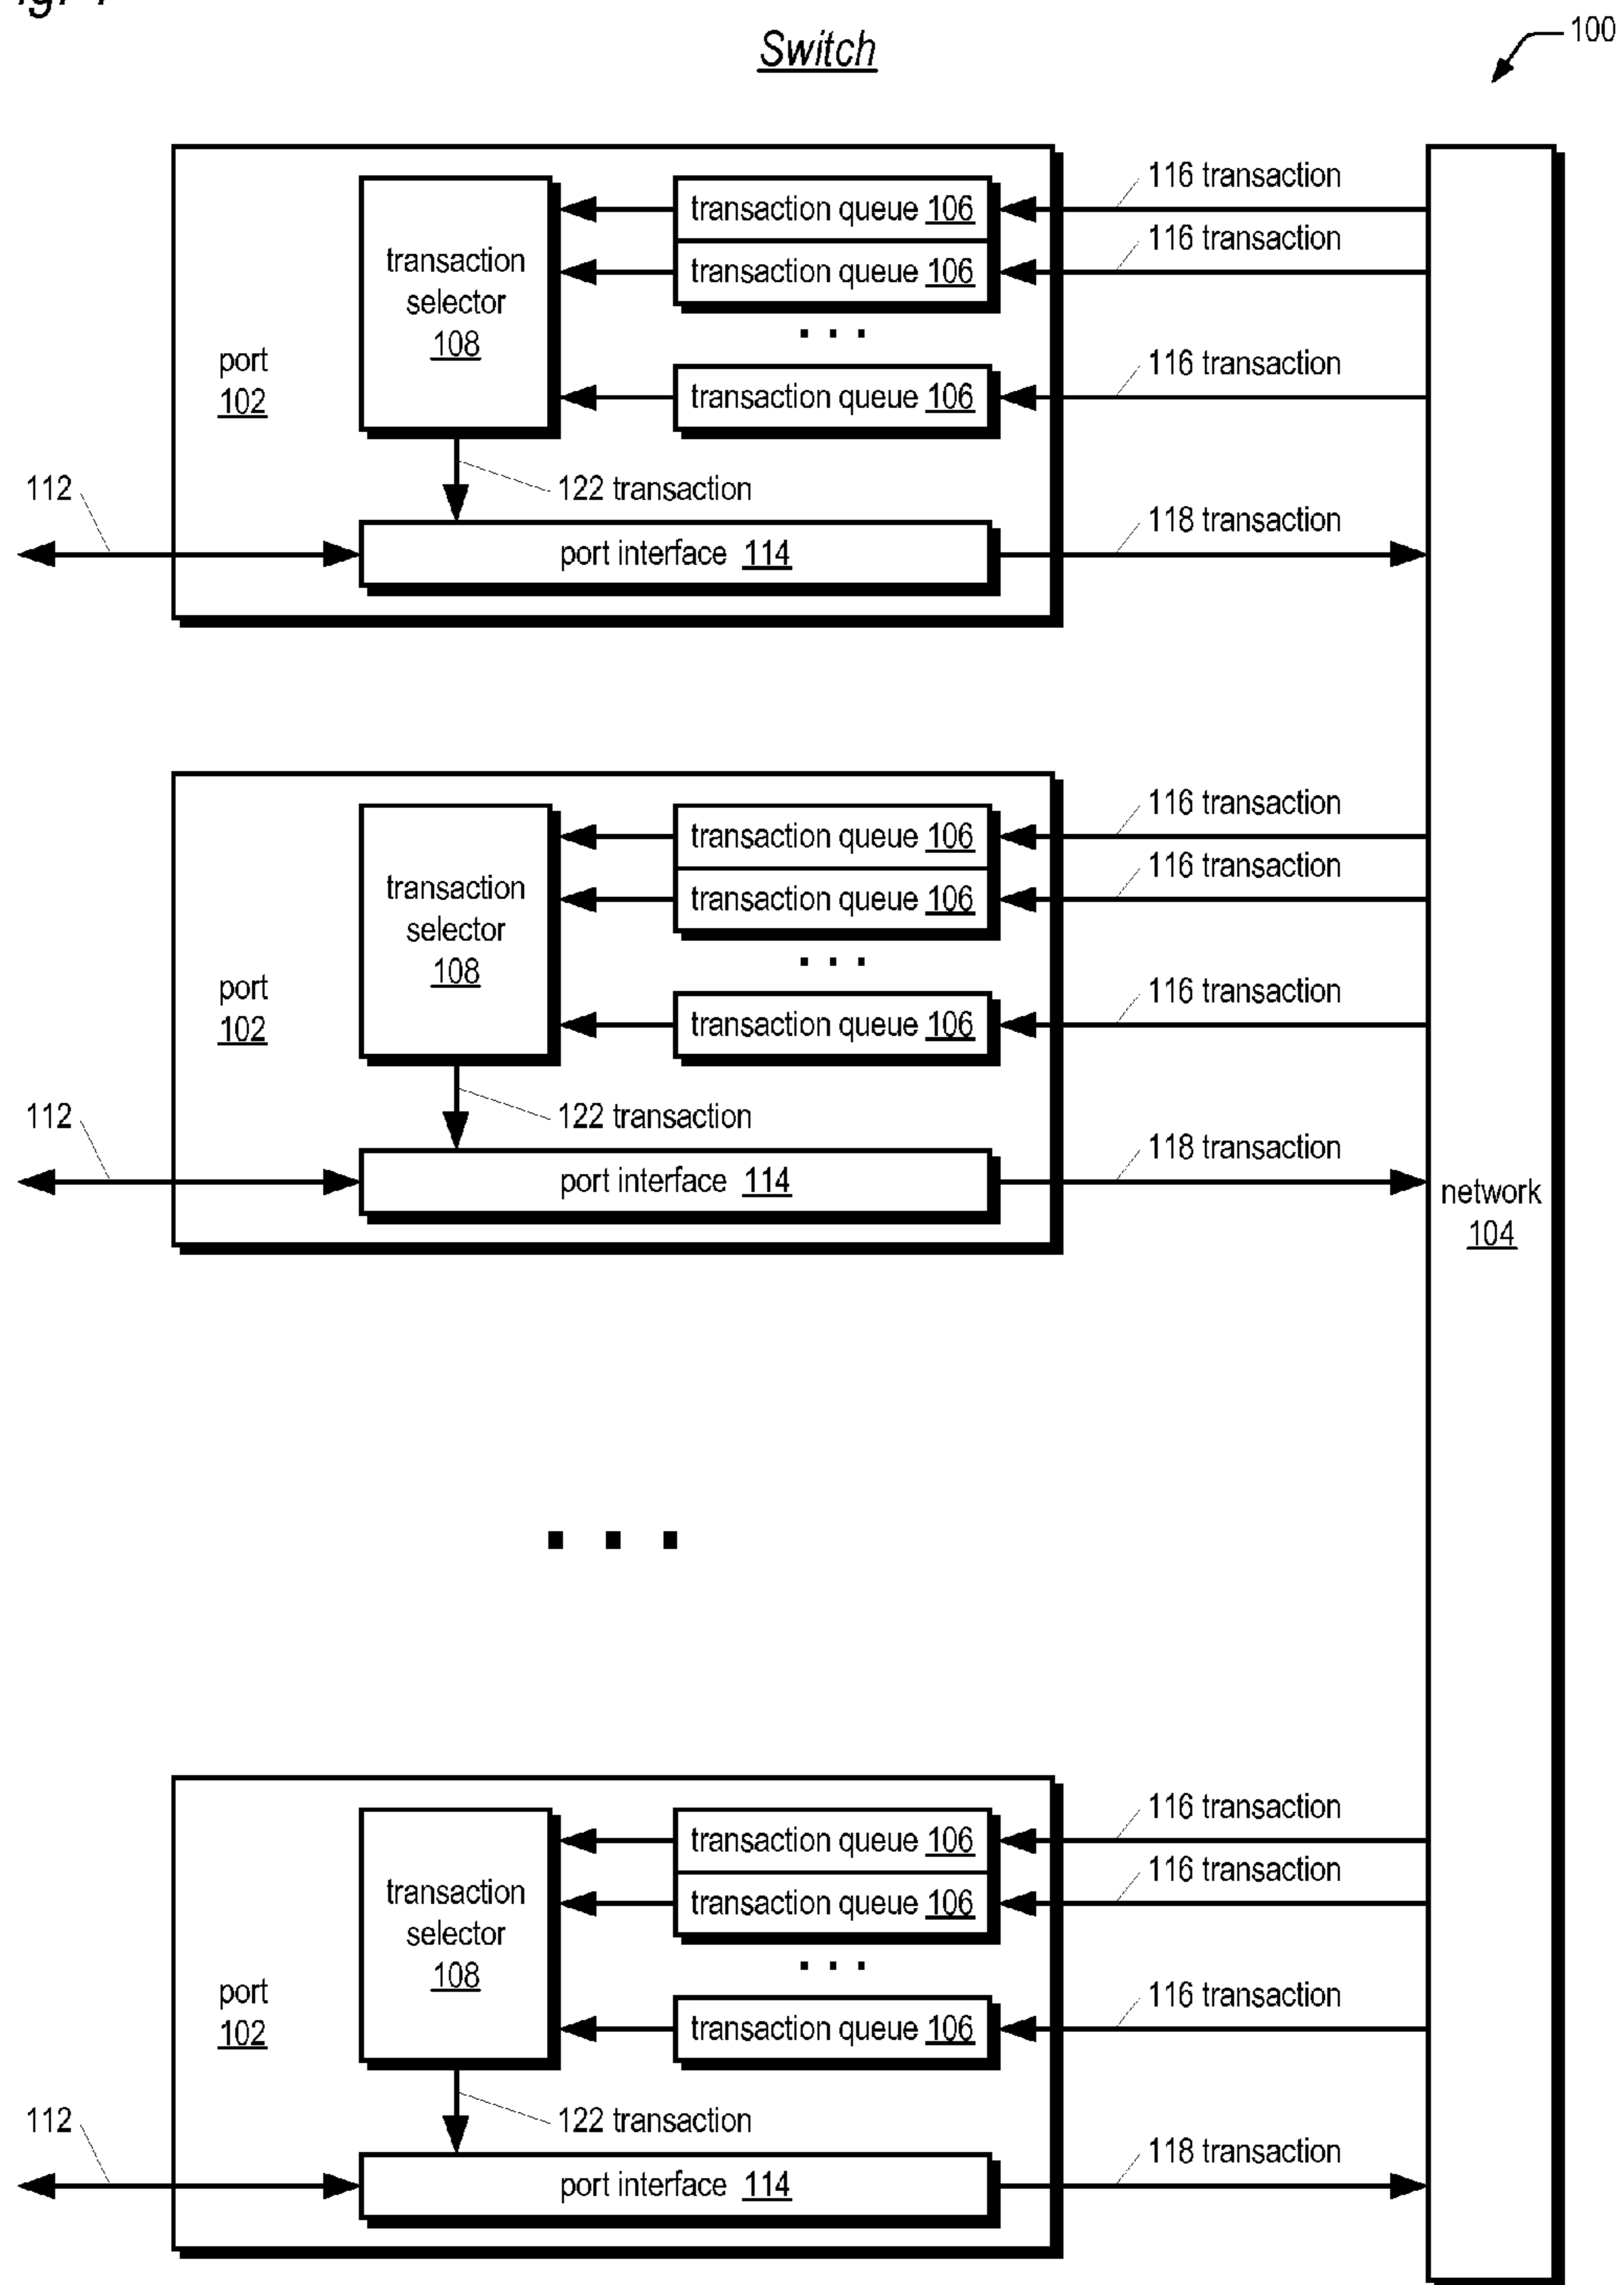 Switch
100
116 transaction
transaction queue 106
116 transaction
transaction queue 106
transaction
selector
108
. . .
116 transaction
transaction queue 106
port
102
112
122 transaction
118 transaction
port interface 114
116 transaction
transaction queue 106
116 transaction
transaction queue 106
transaction
selector
108
. . .
116 transaction
transaction queue 106
port
102
112
122 transaction
118 transaction
port interface 114
network
104
. . .
116 transaction
transaction queue 106
116 transaction
transaction queue 106
transaction
selector
108
. . .
116 transaction
transaction queue 106
port
102
112
122 transaction
118 transaction
port interface 114